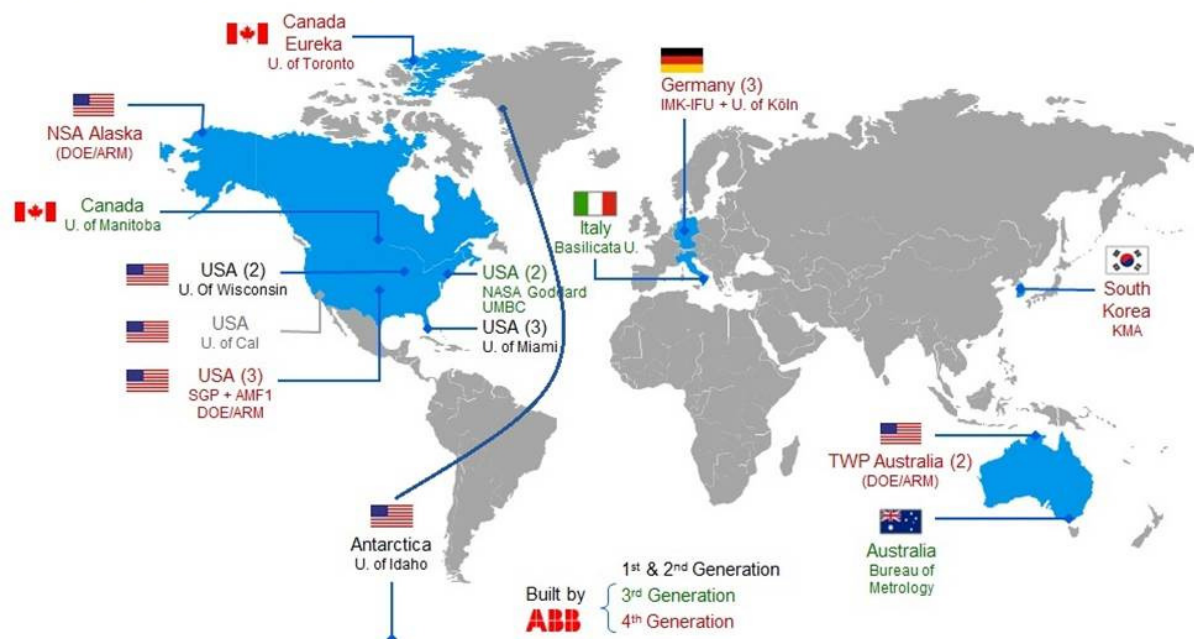 Canada
Eureka
U. of Toronto
NSA Alaska
(DOE/ARM)
Canada
U. of Manitoba
USA (2)
U. Of Wisconsin
USA
U. of Cal
USA (3)
SGP + AMF1
DOE/ARM
USA (2)
NASA Goddard
UMBC
USA (3)
U. of Miami
Germany (3)
IMK-IFU + U. of Köln
Italy
Basilicata U.
South
Korea
KMA
TWP Australia (2)
(DOE/ARM)
Australia
Bureau of
Metrology
Antarctica
U. of Idaho
Built by
ABB
1st & 2nd Generation
3rd Generation
4th Generation